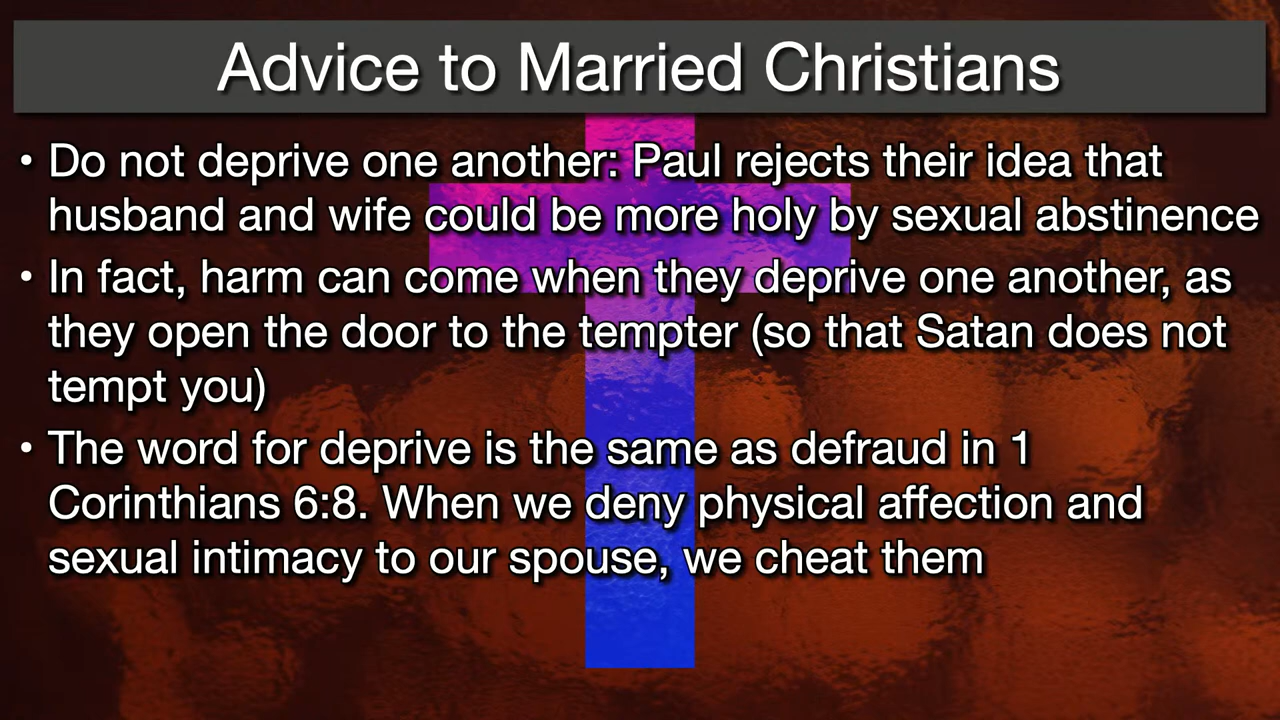 Advice to Married Christians
• Do not deprive one another: Paul rejects their idea that
husband and wife could be more holy by sexual abstinence
• In fact, harm can come when they deprive one another, as
they open the door to the tempter (so that Satan does not
tempt you)
• The word for deprive is the same as defraud in 1
Corinthians 6:8. When we deny physical affection and
sexual intimacy to our spouse, we cheat them